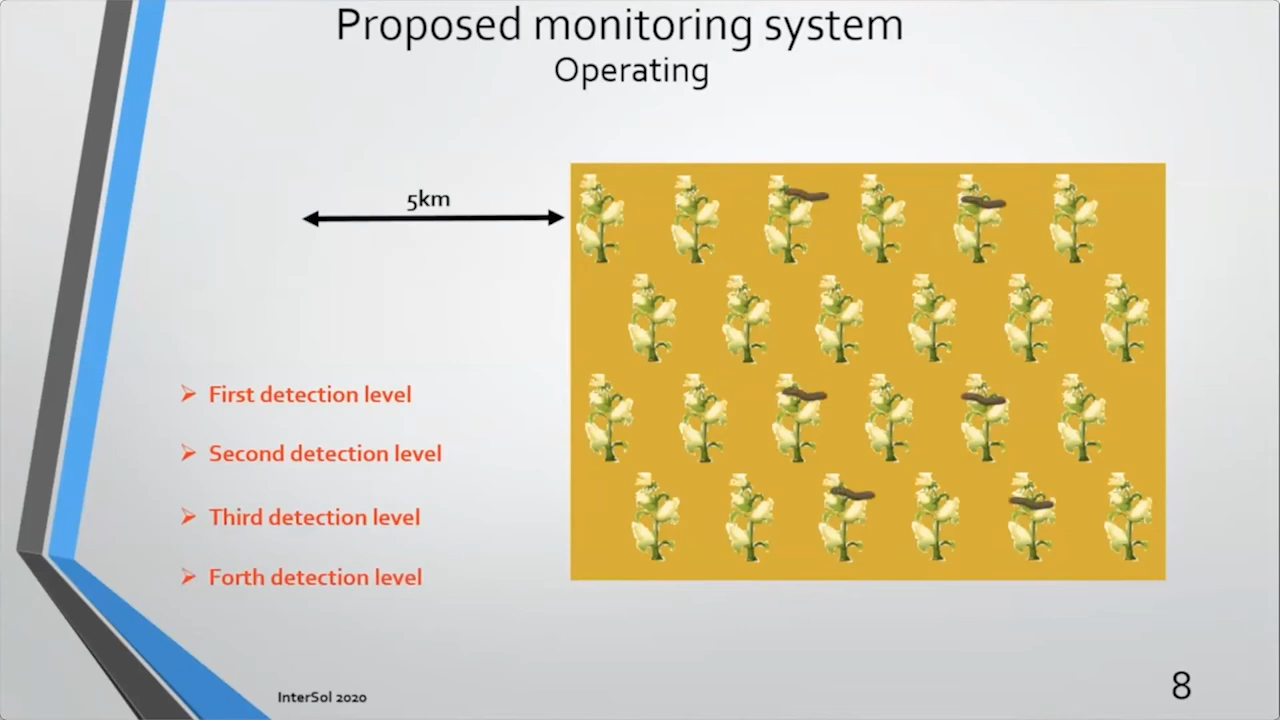 Proposed monitoring system
Operating
5km
First detection level
Second detection level
Third detection level
Forth detection level
InterSol 2020
8